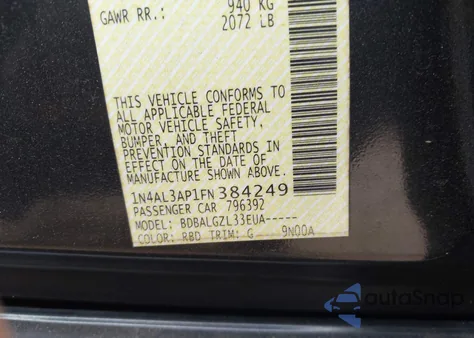 940 KG
GAWR RR.: 2072 LB
THIS VEHICLE CONFORMS TO
ALL APPLICABLE FEDERAL
MOTOR VEHICLE SAFETY,
BUMPER, AND THEFT
PREVENTION STANDARDS IN
EFFECT ON THE DATE OF
MANUFACTURE SHOWN ABOVE.
1N4AL3AP1FN384249
PASSENGER CAR 796392
MODEL: BDBALGZL33EUA-----
COLOR: RBD TRIM: G 9N00A
autoSnap